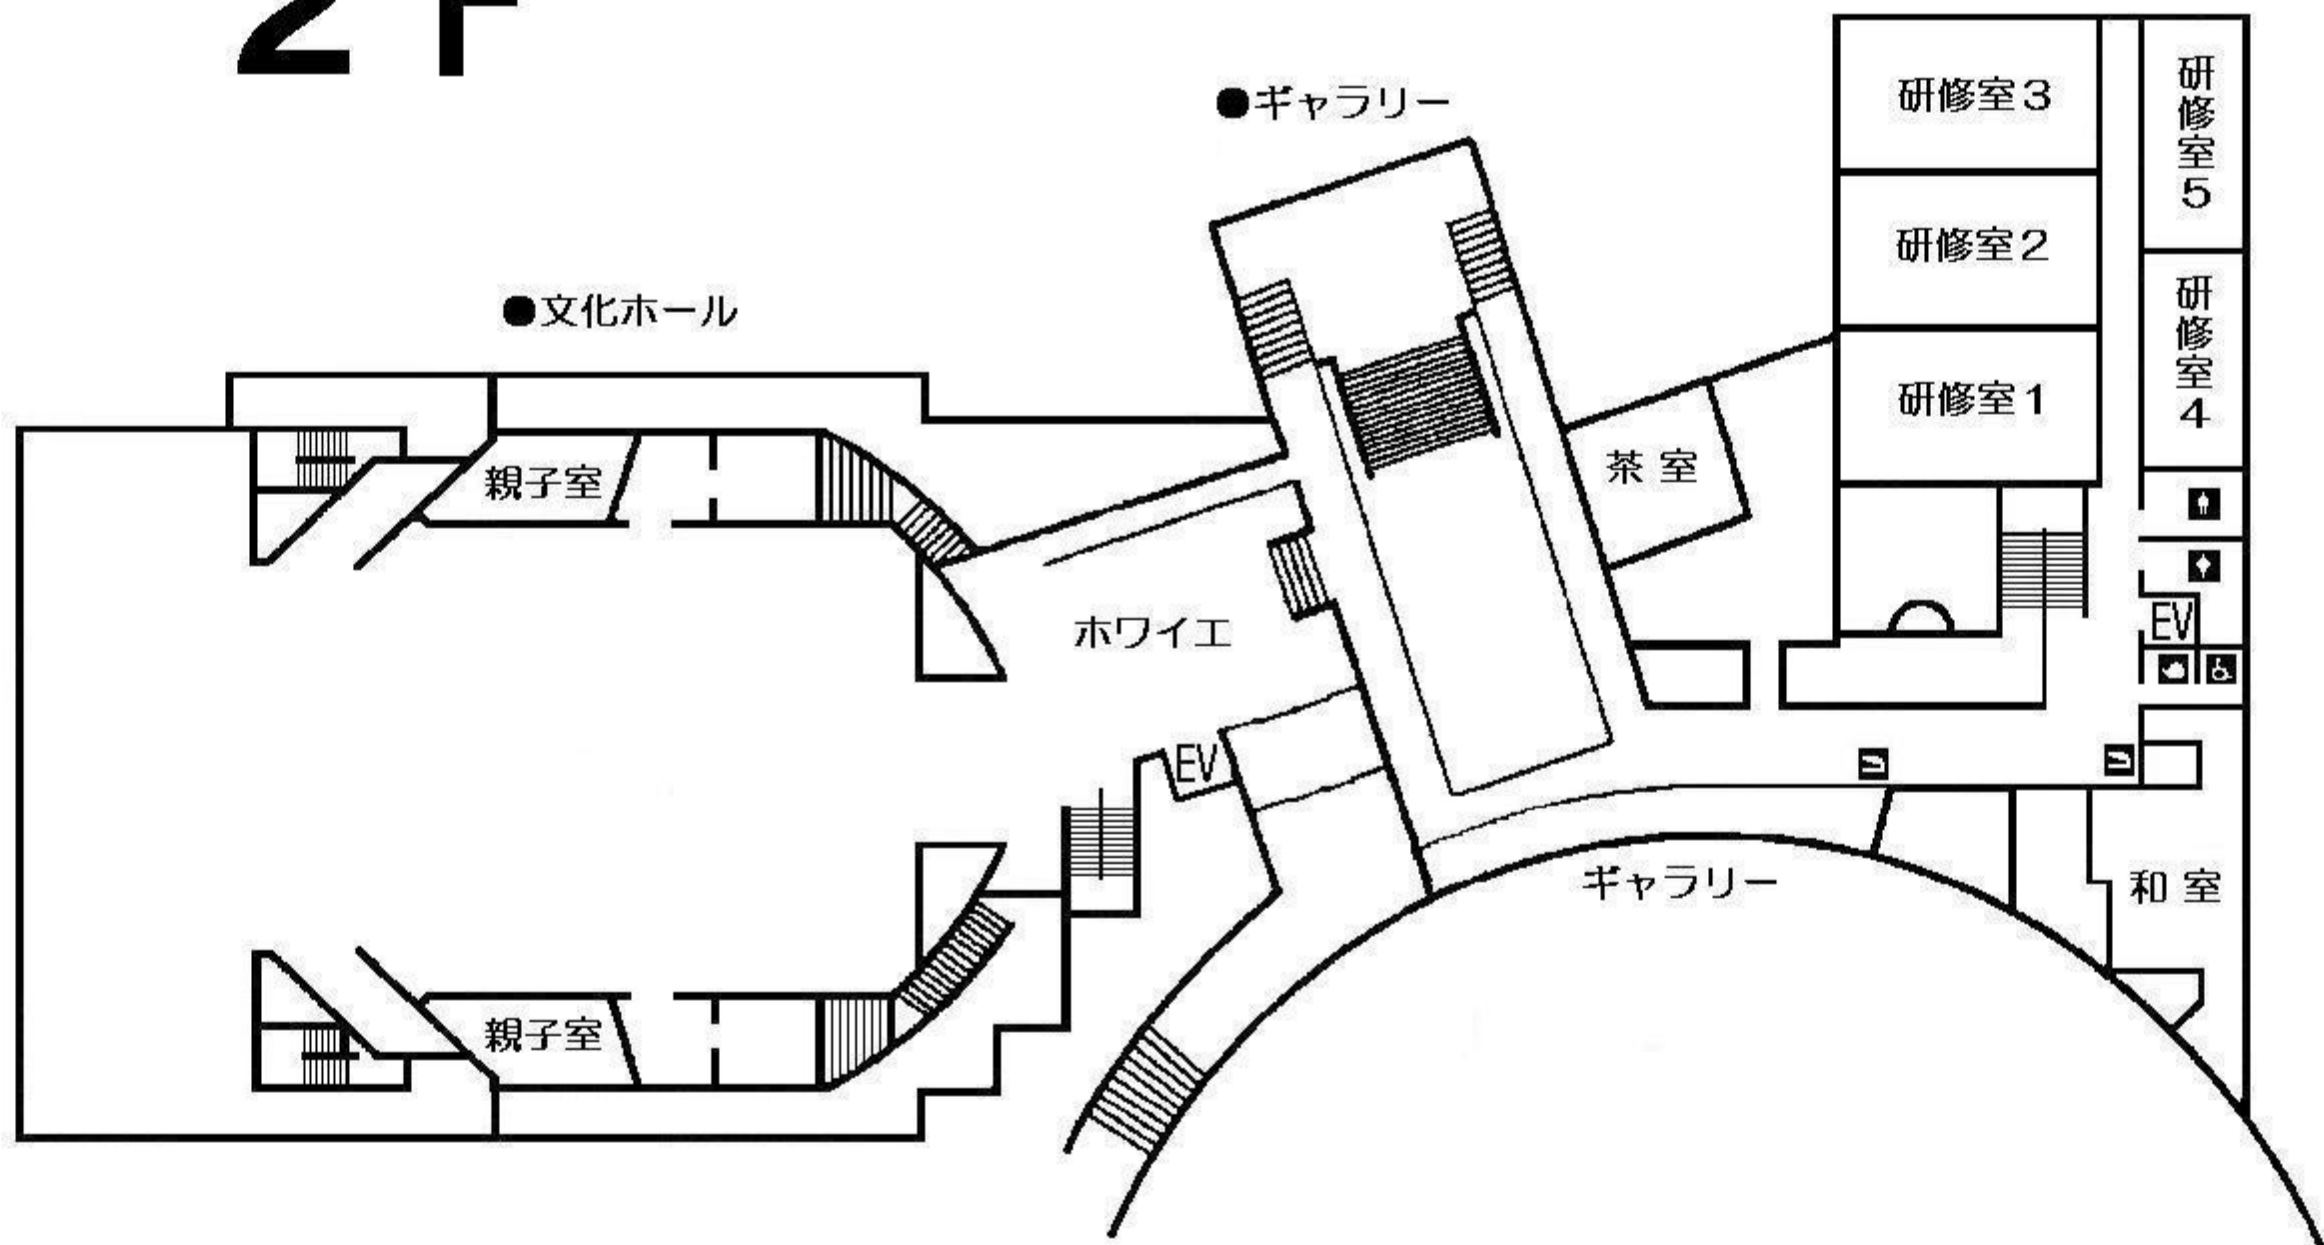 2F
●ギャラリー
研修室3
研修室5
研修室2
●文化ホール
研修室4
研修室1
茶室
親子室
ホワイエ
EV
EV
ギャラリー
和室
親子室